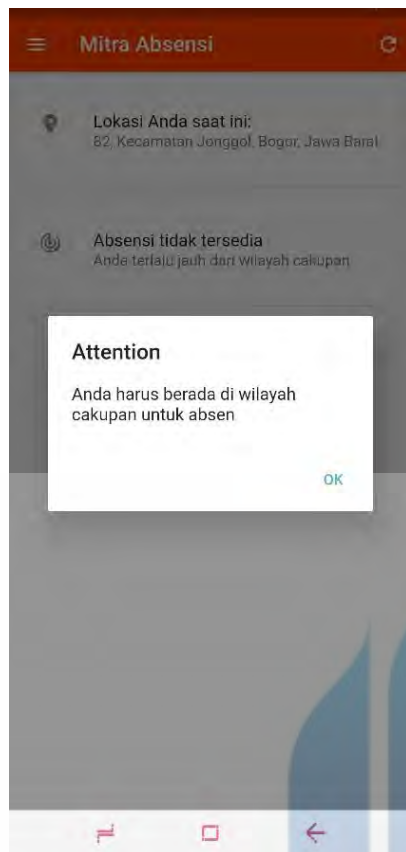 Mitra Absensi
Lokasi Anda saat ini:
82, Kecamatan Jonggol, Bogor, Jawa Barat
Absensi tidak tersedia
Anda terlalu jauh dari wilayah cakupan
Attention
Anda harus berada di wilayah
cakupan untuk absen
OK